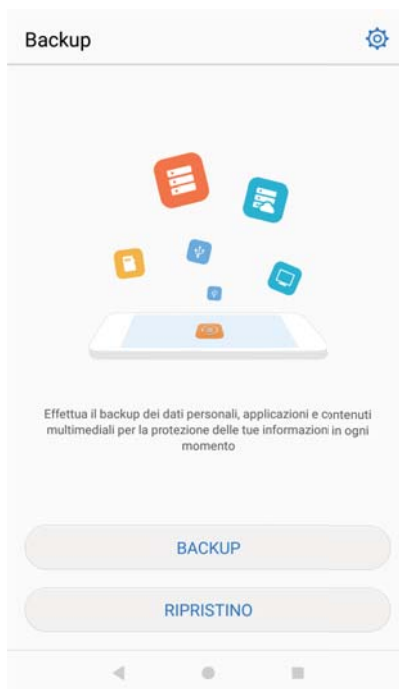 Backup
Effettua il backup dei dati personali, applicazioni e contenuti
multimediali per la protezione delle tue informazioni in ogni
momento
BACKUP
RIPRISTINO